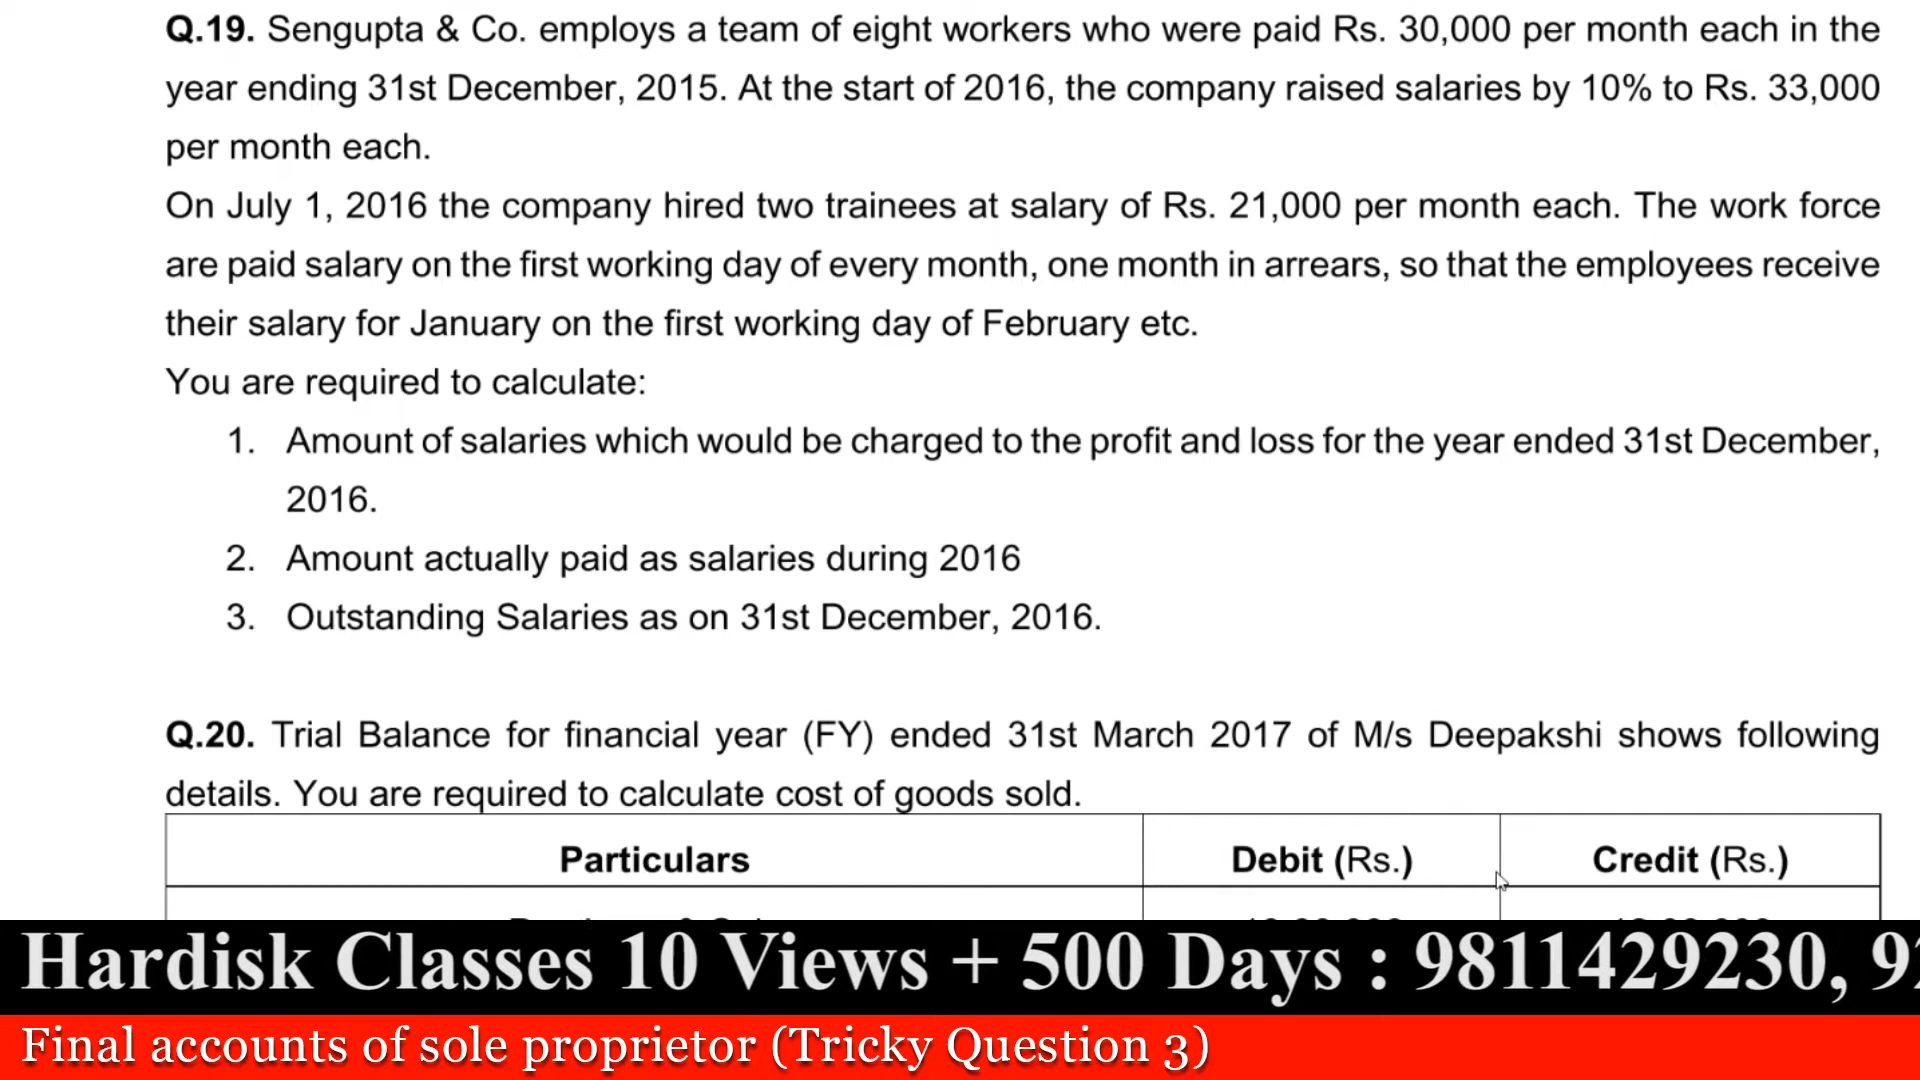 Q.19. Sengupta & Co. employs a team of eight workers who were paid Rs. 30,000 per month each in the
year ending 31st December, 2015. At the start of 2016, the company raised salaries by 10% to Rs. 33,000
per month each.
On July 1, 2016 the company hired two trainees at salary of Rs. 21,000 per month each. The work force
are paid salary on the first working day of every month, one month in arrears, so that the employees receive
their salary for January on the first working day of February etc.
You are required to calculate:
1. Amount of salaries which would be charged to the profit and loss for the year ended 31st December,
2016.
2. Amount actually paid as salaries during 2016
3. Outstanding Salaries as on 31st December, 2016.
Q.20. Trial Balance for financial year (FY) ended 31st March 2017 of M/s Deepakshi shows following
details. You are required to calculate cost of goods sold.
Particulars Debit (Rs.) Credit (Rs.)
Hardisk Classes 10 Views + 500 Days : 9811429230, 9
Final accounts of sole proprietor (Tricky Question 3)